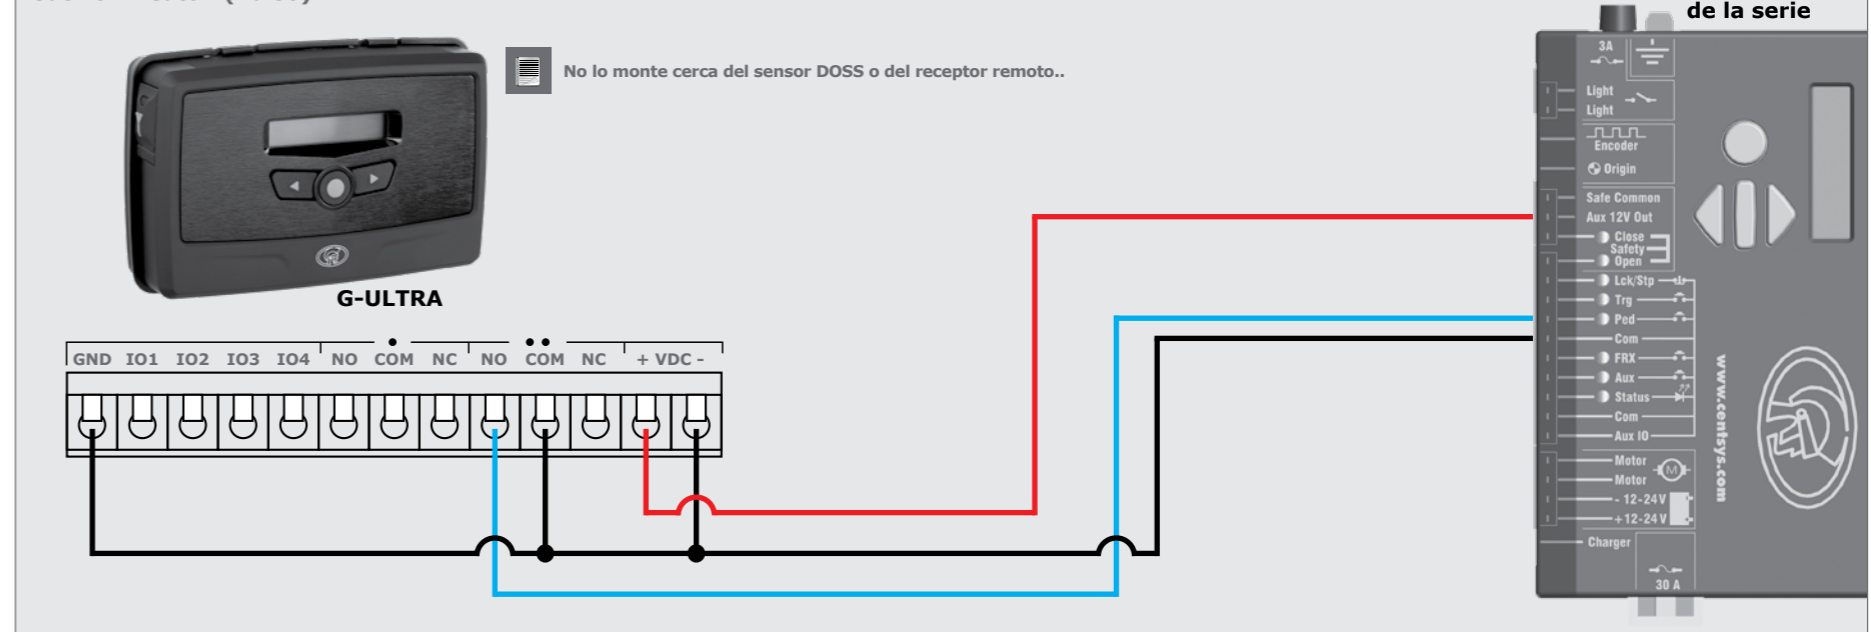 de la serie
No lo monte cerca del sensor DOSS o del receptor remoto..
G-ULTRA
GND IO1 IO2 IO3 IO4 NO COM NC NO COM NC + VDC -
3A
Light
Light
Encoder
Origin
Safe Common
Aux 12V Out
Close
Safety
Open
Lck/Stp
Trg
Ped
Com
FRX
Aux
Status
Com
Aux IO
Motor
M
Motor
- 12-24V
+12-24V
Charger
30 A
www.centsys.com